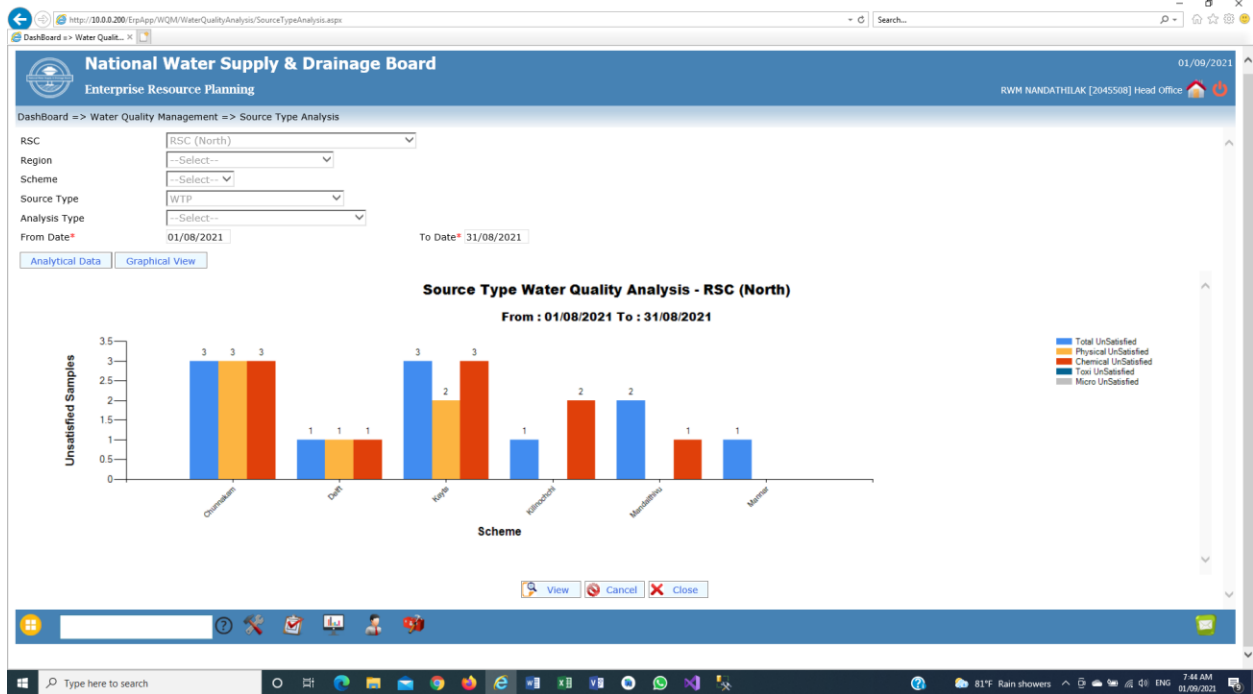 http://10.0.0.200/ErpApp/WQM/WaterQualityAnalysis/SourceTypeAnalysis.aspx
Search...
DashBoard => Water Qualit...
National Water Supply & Drainage Board
01/09/2021
Enterprise Resource Planning
RWM NANDATHILAK [2045508] Head Office
DashBoard => Water Quality Management => Source Type Analysis
RSC RSC (North)
Region --Select--
Scheme --Select--
Source Type WTP
Analysis Type --Select--
From Date* 01/08/2021 To Date* 31/08/2021
Analytical Data Graphical View
Source Type Water Quality Analysis - RSC (North)
From : 01/08/2021 To : 31/08/2021
Total UnSatisfied
Physical UnSatisfied
Chemical UnSatisfied
Toxi UnSatisfied
Micro UnSatisfied
Unsatisfied Samples
3.5
3
2.5
2
1.5
1
0.5
0
3 3 3 1 1 1 3 2 3 1 2 2 1 1
Chunnakam Delft Kayts Kilinochchi Mandaithivu Mannar
Scheme
View Cancel Close
Type here to search
81°F Rain showers ENG 7:44 AM
01/09/2021